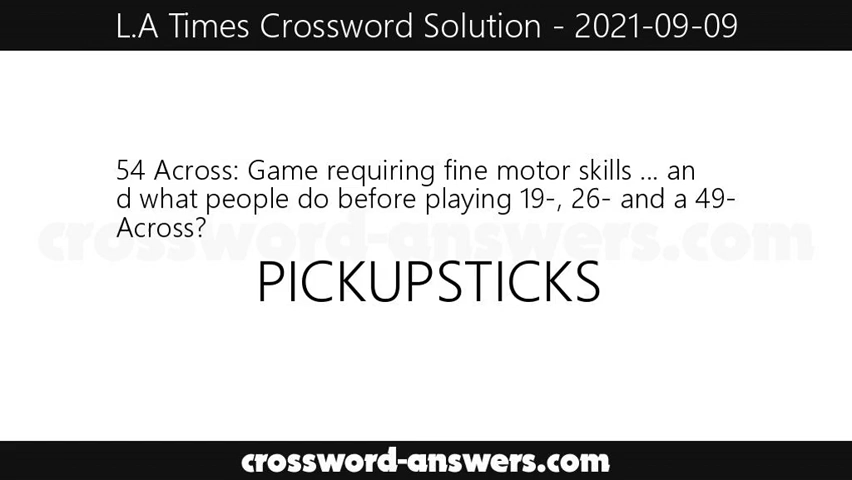 L.A Times Crossword Solution - 2021-09-09
54 Across: Game requiring fine motor skills ... an
d what people do before playing 19-, 26- and a 49-
Across?
crossword-answers.com
PICKUPSTICKS
crossword-answers.com